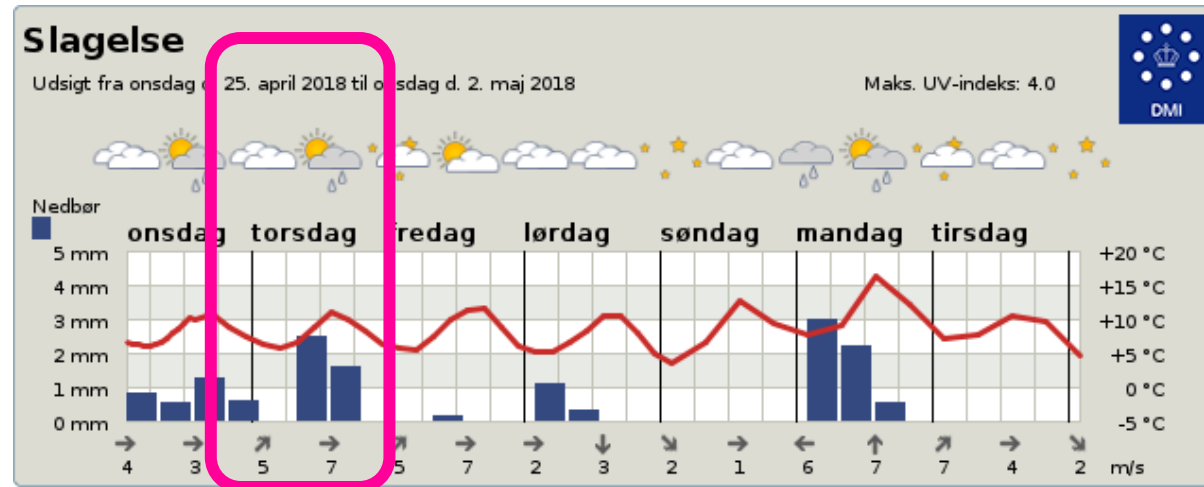 Slagelse
Udsigt fra onsdag d. 25. april 2018 til onsdag d. 2. maj 2018
Maks. UV-indeks: 4.0
DMI
Nedbør
onsdag torsdag fredag lørdag søndag mandag tirsdag
5 mm +20 °C
4 mm +15 °C
3 mm +10 °C
2 mm +5 °C
1 mm 0 °C
0 mm -5 °C
4 3 5 7 5 7 2 3 2 1 6 7 7 4 2 m/s